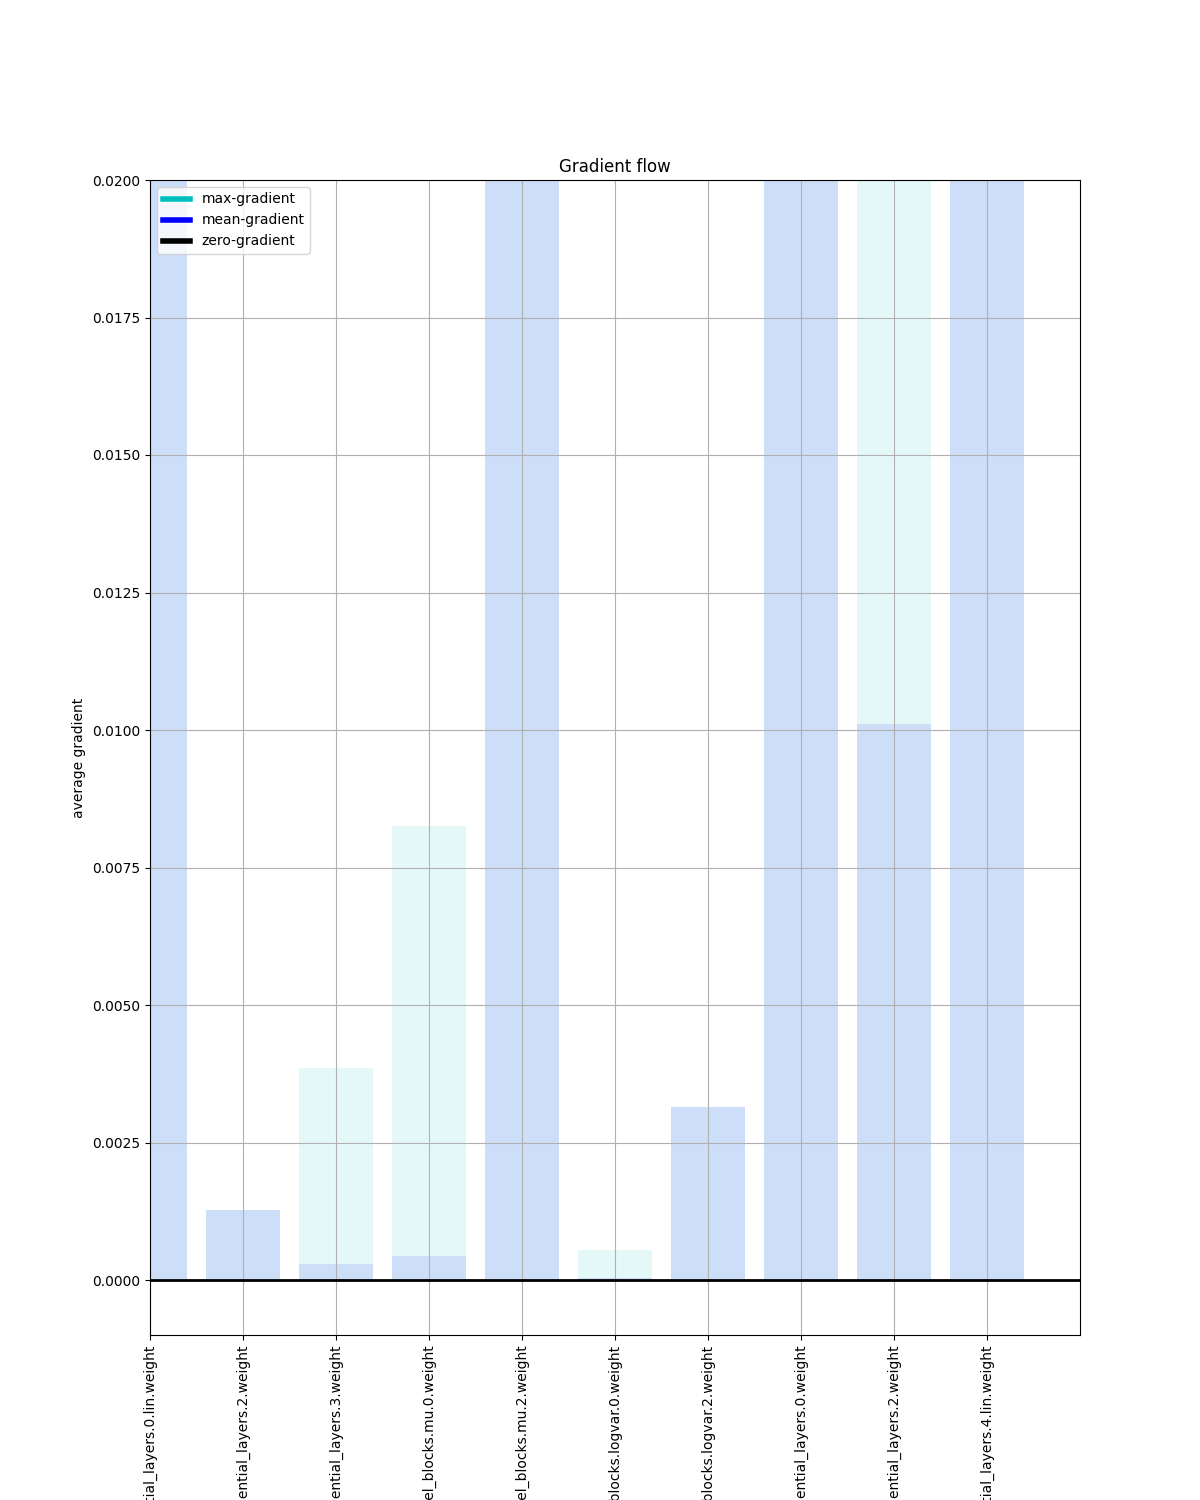 Gradient flow
max-gradient
mean-gradient
zero-gradient
0.0200
0.0175
0.0150
0.0125
0.0100
0.0075
0.0050
0.0025
0.0000
average gradient
tial_layers.0.lin.weight
ential_layers.2.weight
ential_layers.3.weight
el_blocks.mu.0.weight
el_blocks.mu.2.weight
blocks.logvar.0.weight
blocks.logvar.2.weight
ential_layers.0.weight
ential_layers.2.weight
tial_layers.4.lin.weight